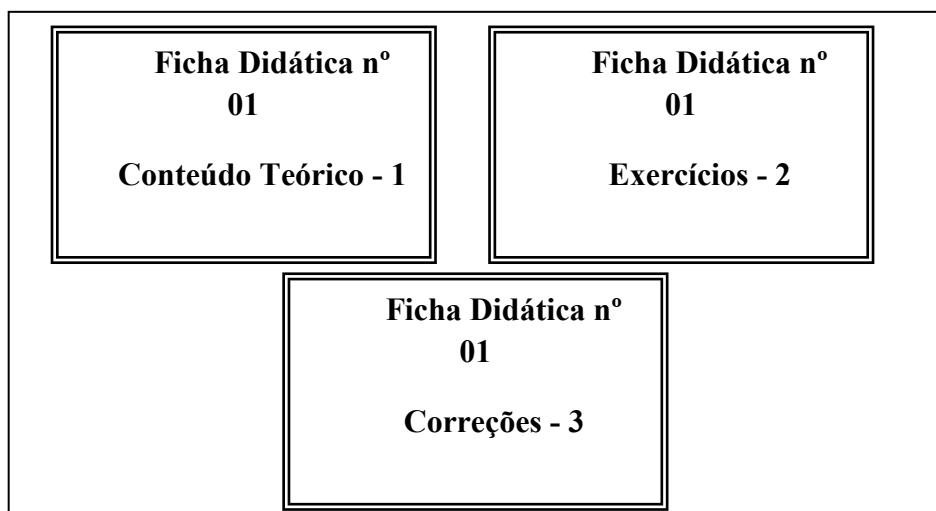 Ficha Didática nº
01
Conteúdo Teórico - 1
Ficha Didática nº
01
Exercícios - 2
Ficha Didática nº
01
Correções - 3